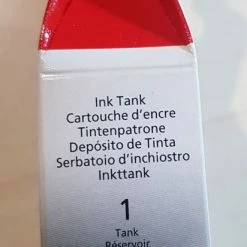 Ink Tank
Cartouche d'encre
Tintenpatrone
Depósito de Tinta
Serbatoio d'inchiostro
Inkttank
1
Tank
Réservoir